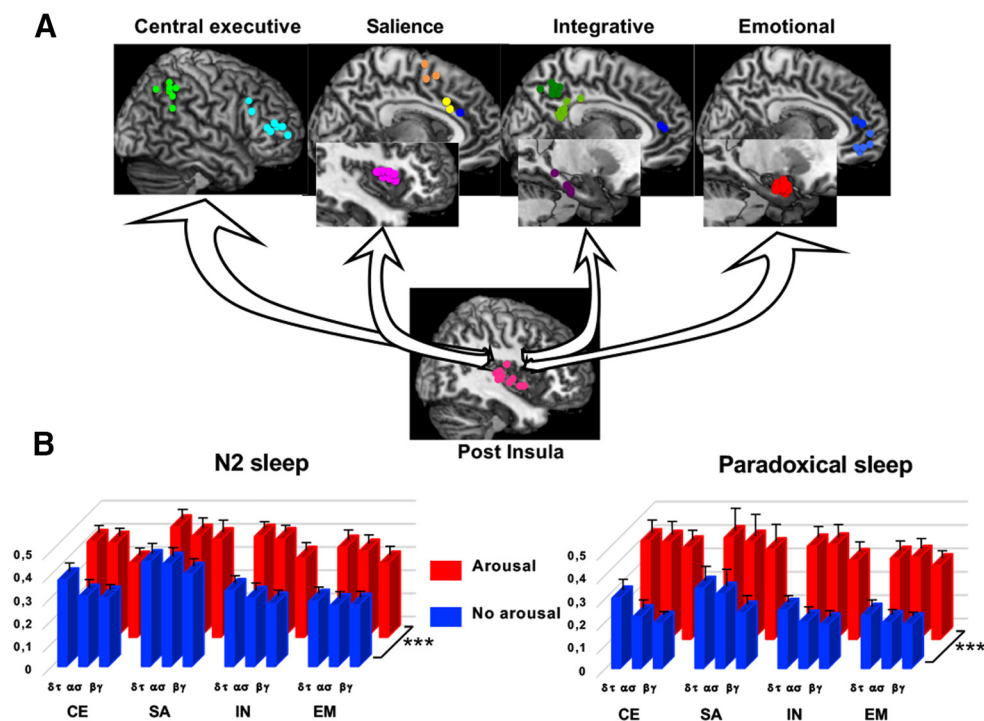 A
Central executive
Salience
Integrative
Emotional
Post Insula
B
N2 sleep
Paradoxical sleep
0,5
0,4
0,3
0,2
0,1
0
Arousal
No arousal
***
0,5
0,4
0,3
0,2
0,1
0
***
δτ ασ βγ δτ ασ βγ δτ ασ βγ δτ ασ βγ
CE SA IN EM
δτ ασ βγ δτ ασ βγ δτ ασ βγ δτ ασ βγ
CE SA IN EM